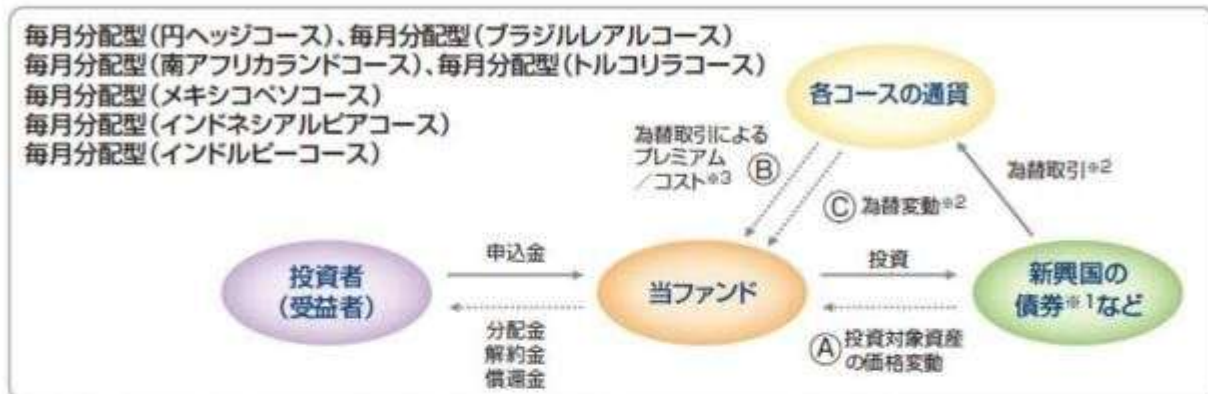 毎月分配型(円ヘッジコース)、毎月分配型(ブラジルレアルコース)
毎月分配型(南アフリカランドコース)、毎月分配型(トルコリラコース)
毎月分配型(メキシコペソコース)
毎月分配型(インドネシアルピアコース)
毎月分配型(インドルピーコース)
各コースの通貨
為替取引による
プレミアム
/コスト※3
Ⓑ
Ⓒ為替変動※2
為替取引※2
投資者
(受益者)
申込金
分配金
解約金
償還金
当ファンド
投資
Ⓐ投資対象資産
の価格変動
新興国の
債券※1など